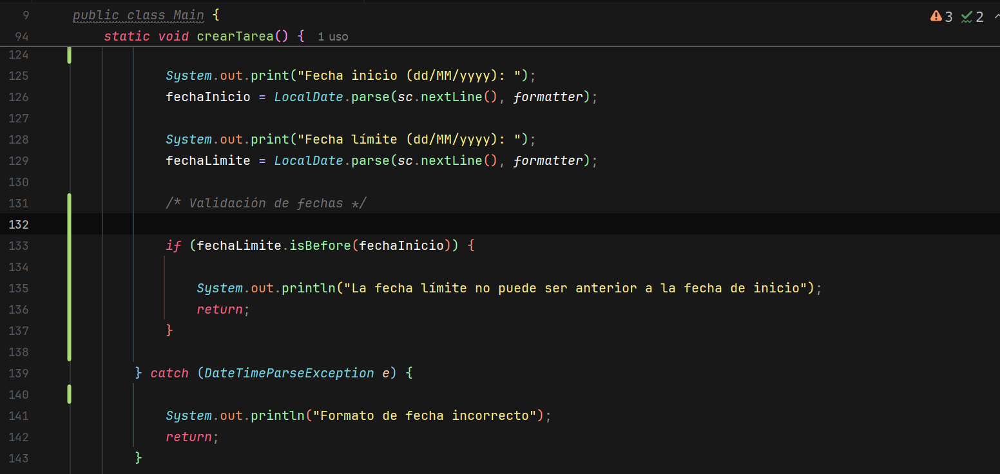 9 public class Main {
3 2
94 static void crearTarea() { 1 uso
124
125 System.out.print("Fecha inicio (dd/MM/yyyy): ");
126 fechaInicio = LocalDate.parse(sc.nextLine(), formatter);
127
128 System.out.print("Fecha límite (dd/MM/yyyy): ");
129 fechaLimite = LocalDate.parse(sc.nextLine(), formatter);
130
131 /* Validación de fechas */
132
133 if (fechaLimite.isBefore(fechaInicio)) {
134
135 System.out.println("La fecha límite no puede ser anterior a la fecha de inicio");
136 return;
137 }
138
139 } catch (DateTimeParseException e) {
140
141 System.out.println("Formato de fecha incorrecto");
142 return;
143 }